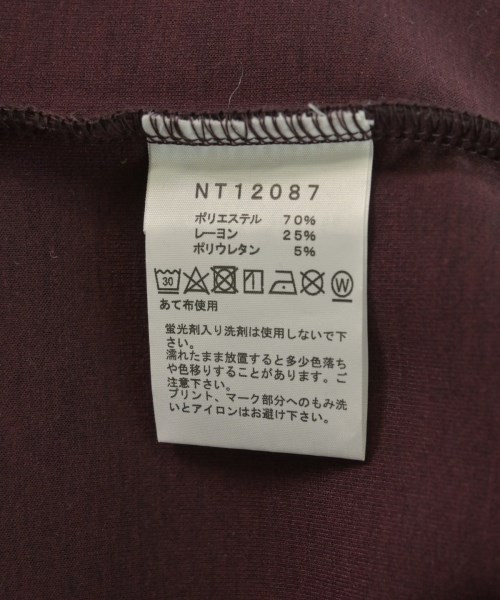 NT12087
ポリエステル 70%
レーヨン 25%
ポリウレタン 5%
30 W
あて布使用
蛍光剤入り洗剤は使用しないで下
さい。
濡れたまま放置すると多少色落ち
や色移りすることがあります。ご
注意下さい。
プリント、マーク部分へのもみ洗
いとアイロンはお避け下さい。